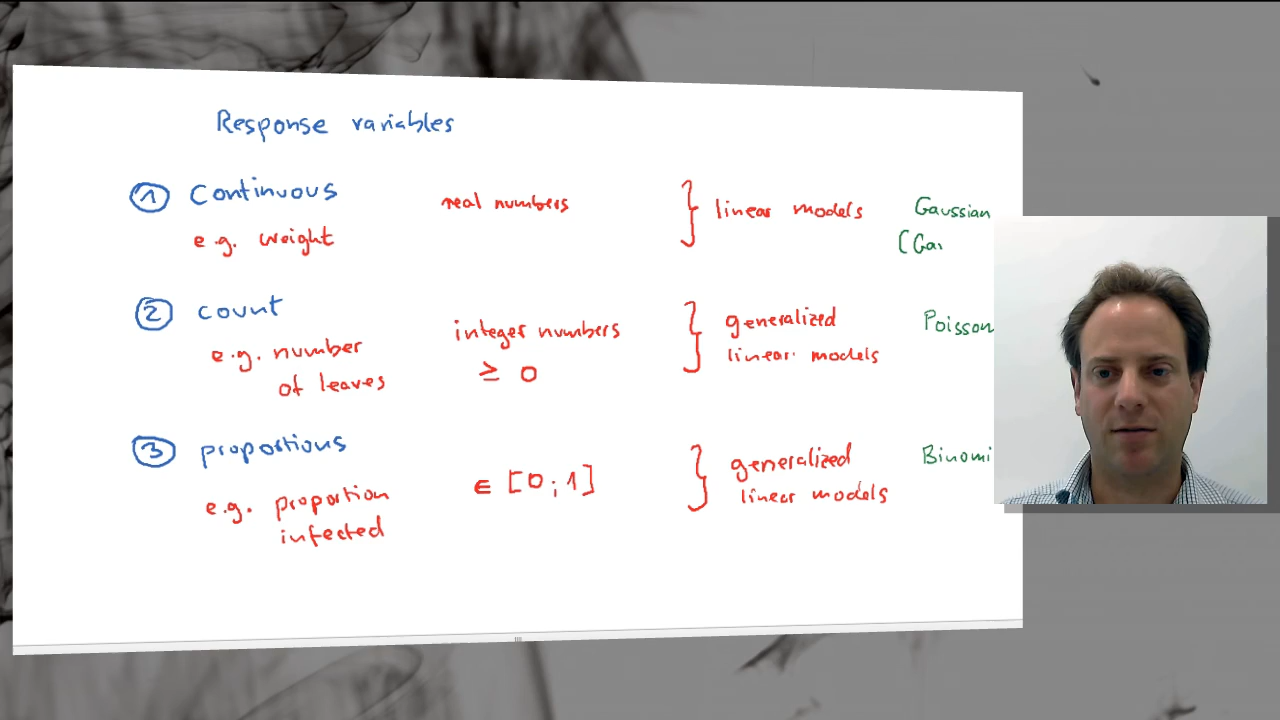 Response variables
① Continuous real numbers } linear models Gaussian
e.g. weight
② count integer numbers } generalized Poisson
e.g. number ≥ 0 linear models
of leaves
③ proportions ∈ [0;1] } generalized
e.g. proportion linear models
infected